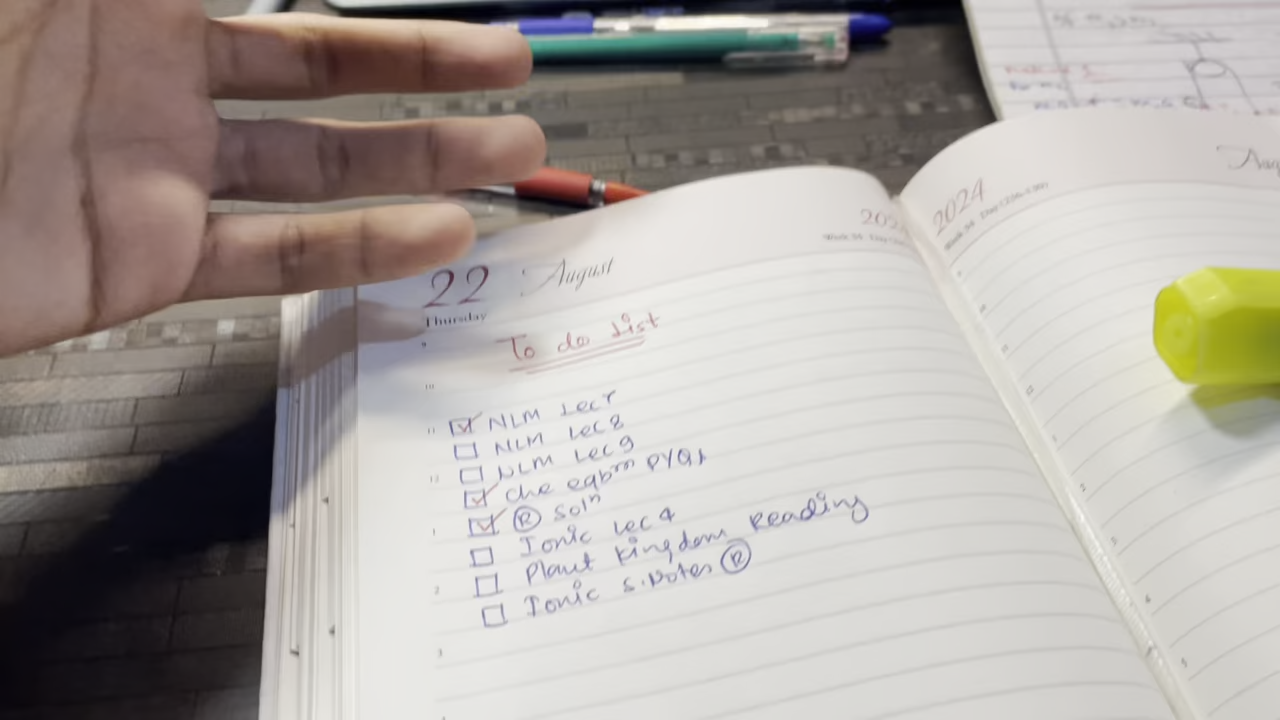 22 August
Thursday
To do List
NLM Lec 7
NLM Lec 8
NLM Lec 9
Che eqbm PYQs
R Soln
Ionic Lec 4
Plant Kingdom Reading
Ionic S.Notes R
2024